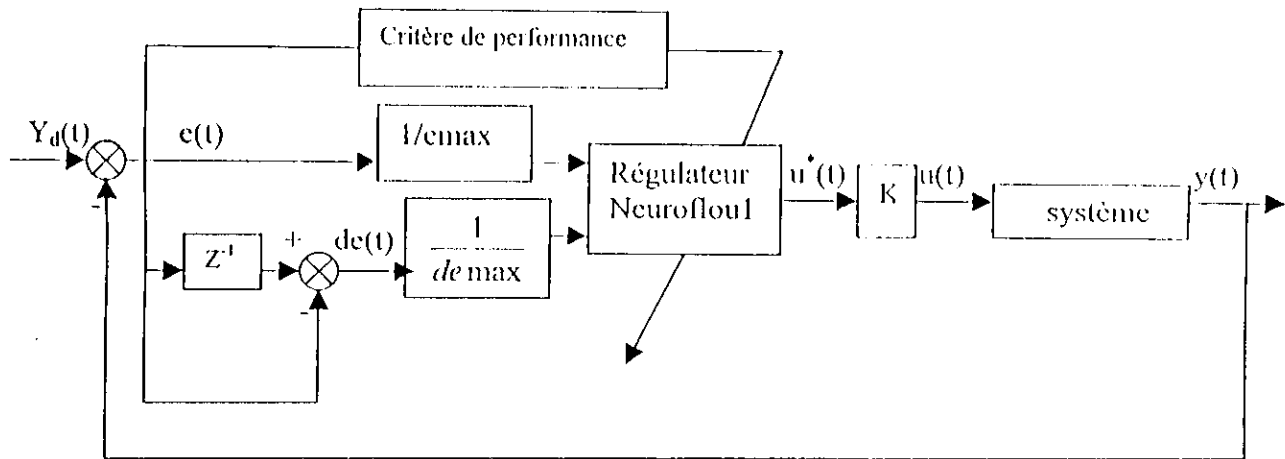 Critère de performance
Y_d(t)
e(t)
1/emax
Régulateur
Neuroflou1
u*(t)
K
u(t)
système
y(t)
-
Z^-1
+
de(t)
-
1
de max